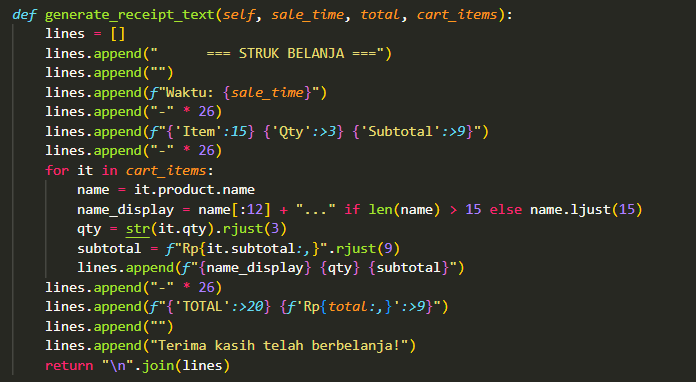 def generate_receipt_text(self, sale_time, total, cart_items):
    lines = []
    lines.append("      === STRUK BELANJA ===")
    lines.append("")
    lines.append(f"Waktu: {sale_time}")
    lines.append("-" * 26)
    lines.append(f"{'Item':15} {'Qty':>3} {'Subtotal':>9}")
    lines.append("-" * 26)
    for it in cart_items:
        name = it.product.name
        name_display = name[:12] + "..." if len(name) > 15 else name.ljust(15)
        qty = str(it.qty).rjust(3)
        subtotal = f"Rp{it.subtotal:,}".rjust(9)
        lines.append(f"{name_display} {qty} {subtotal}")
    lines.append("-" * 26)
    lines.append(f"{'TOTAL':>20} {f'Rp{total:,}':>9}")
    lines.append("")
    lines.append("Terima kasih telah berbelanja!")
    return "\n".join(lines)